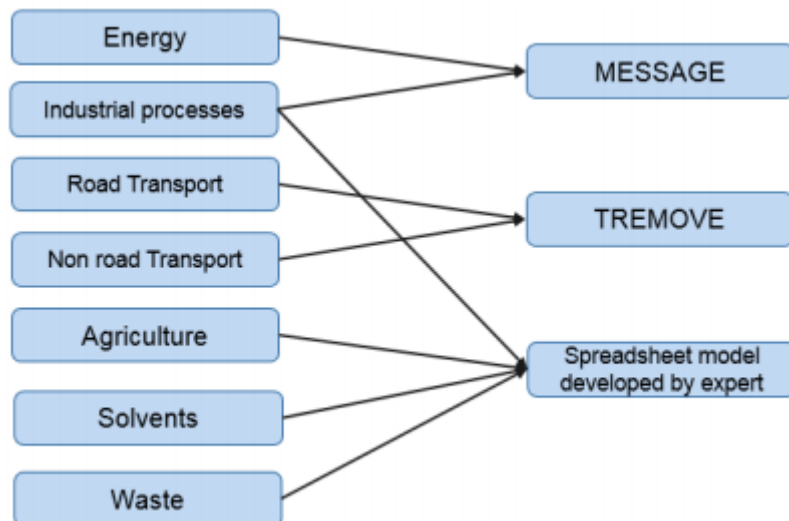 Energy
Industrial processes
Road Transport
Non road Transport
Agriculture
Solvents
Waste
MESSAGE
TREMOVE
Spreadsheet model
developed by expert